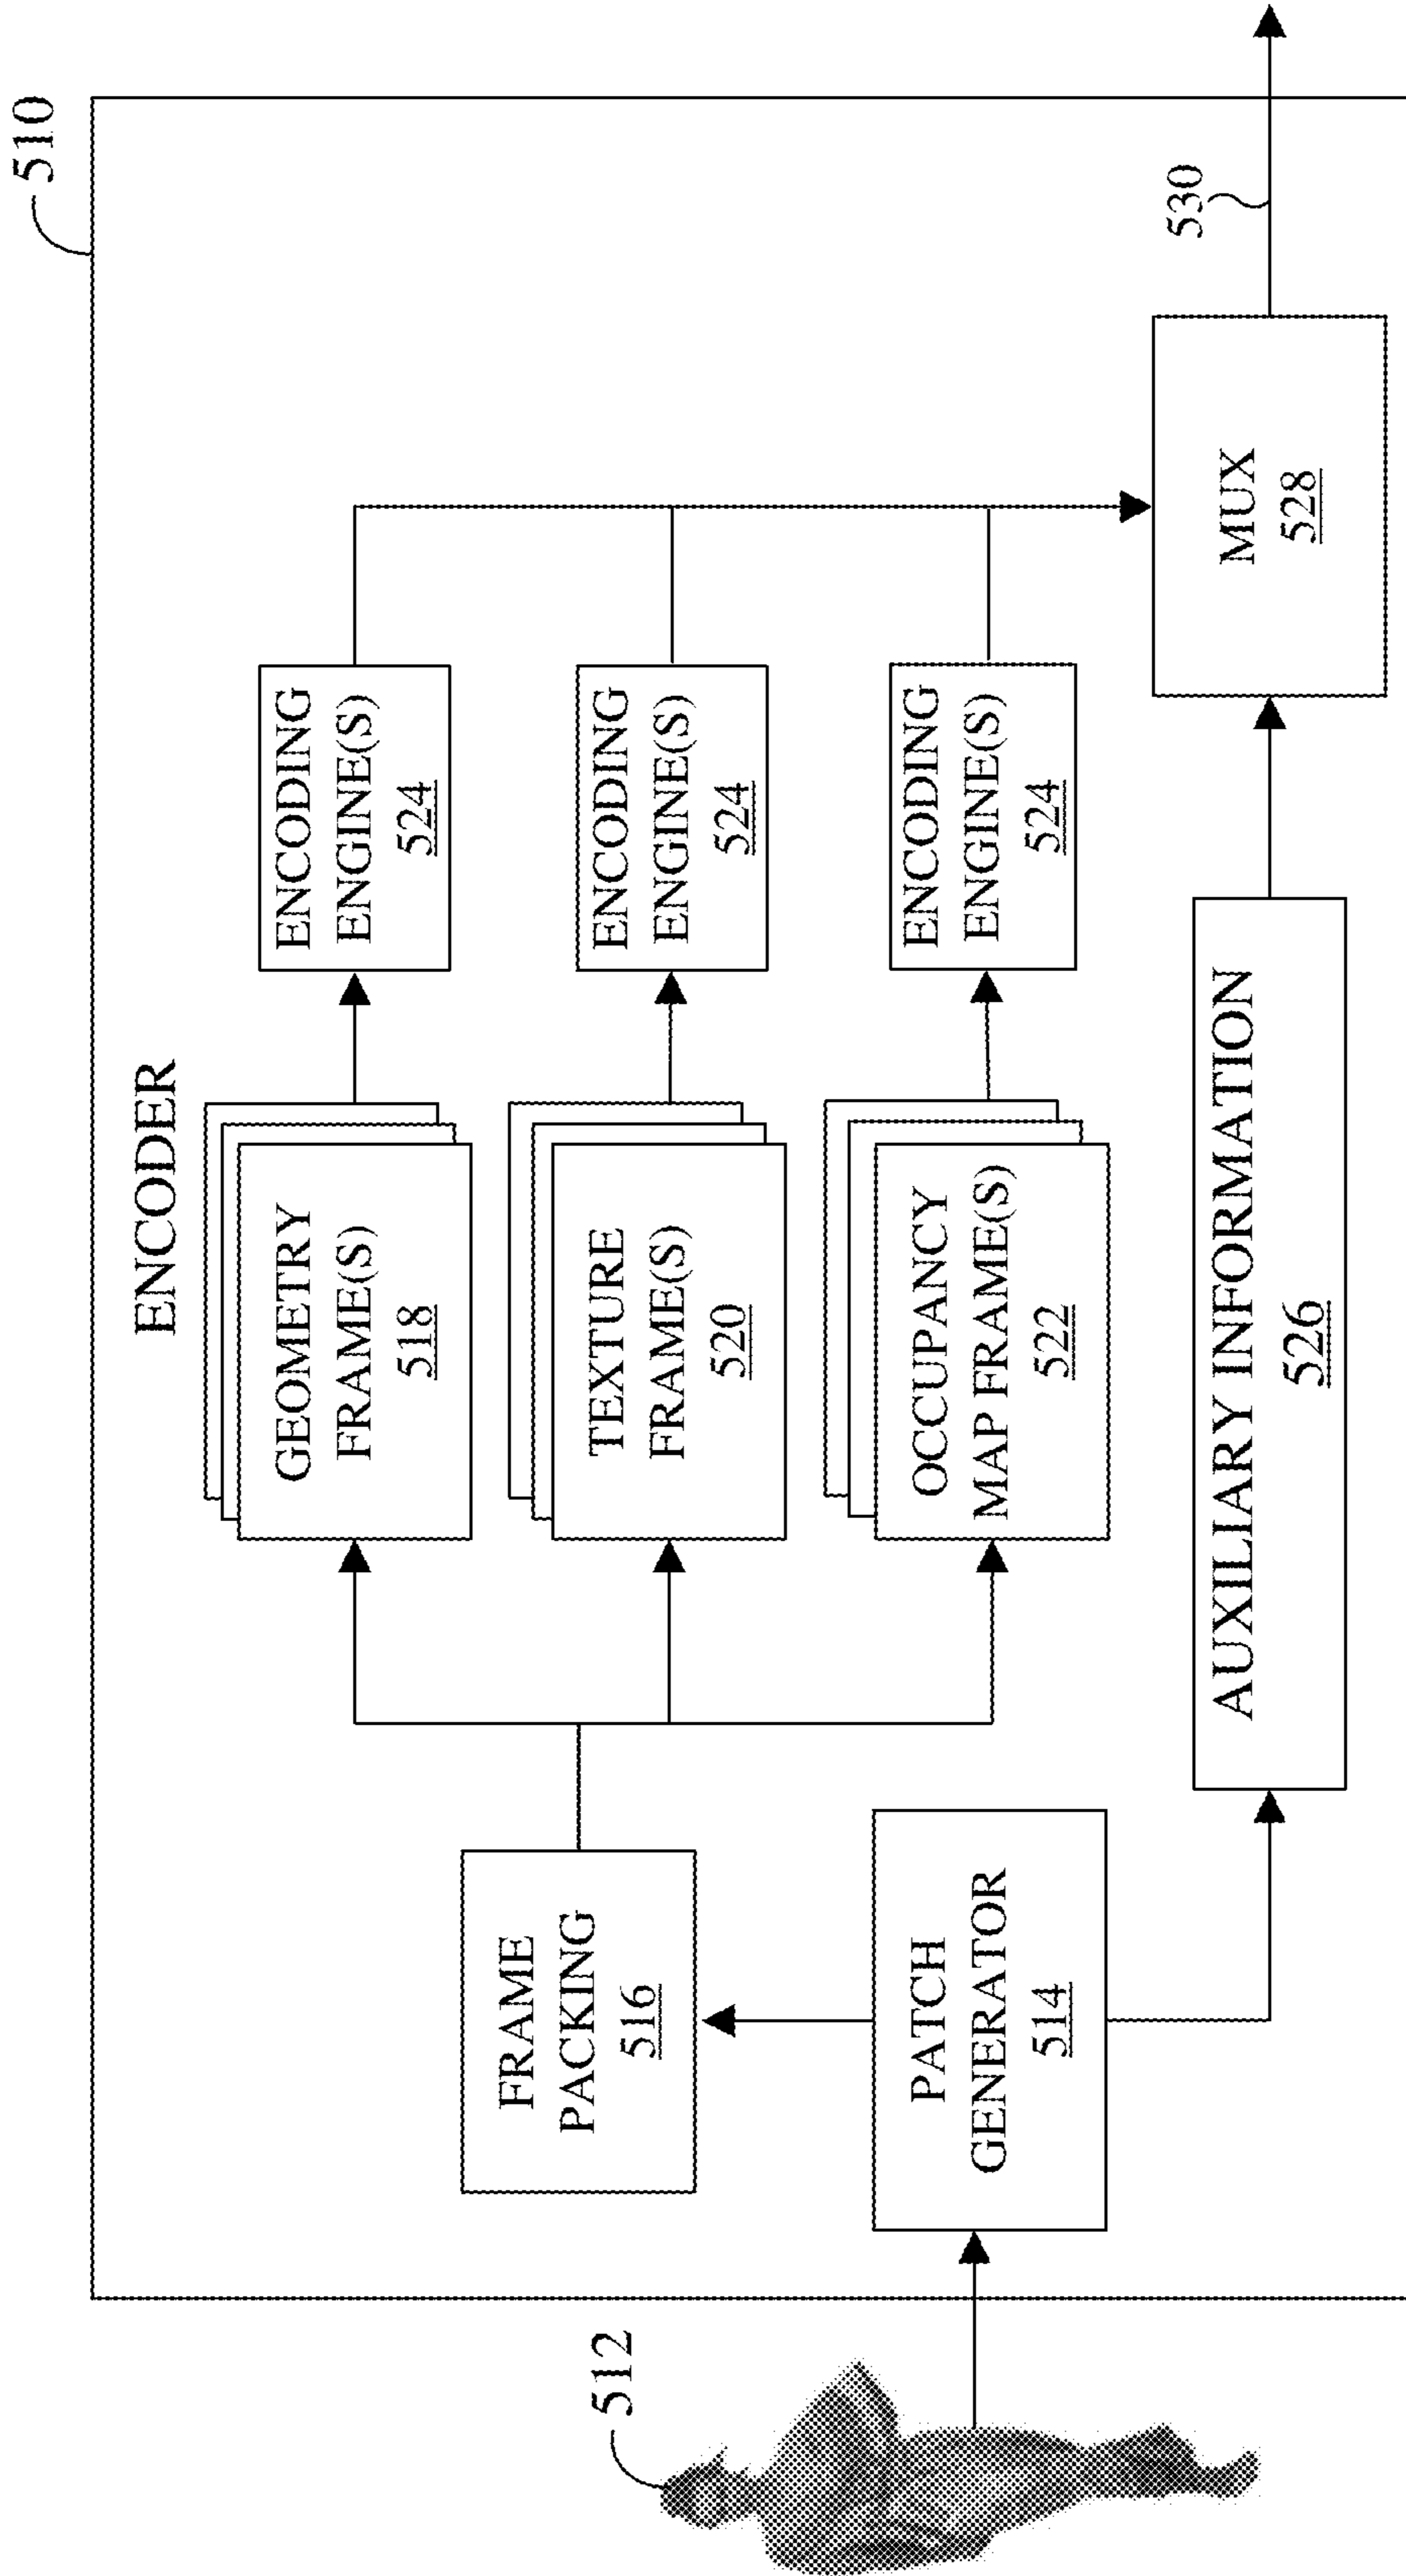 510
ENCODER
512
FRAME
PACKING
516
PATCH
GENERATOR
514
GEOMETRY
FRAME(S)
518
TEXTURE
FRAME(S)
520
OCCUPANCY
MAP FRAME(S)
522
ENCODING
ENGINE(S)
524
ENCODING
ENGINE(S)
524
ENCODING
ENGINE(S)
524
AUXILIARY INFORMATION
526
MUX
528
530